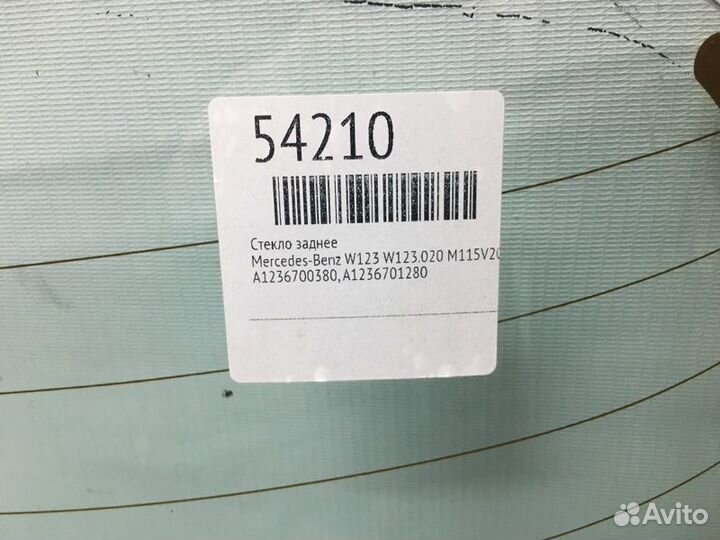 54210
Стекло заднее
Mercedes-Benz W123 W123.020 M115V20
A1236700380, A1236701280
Avito